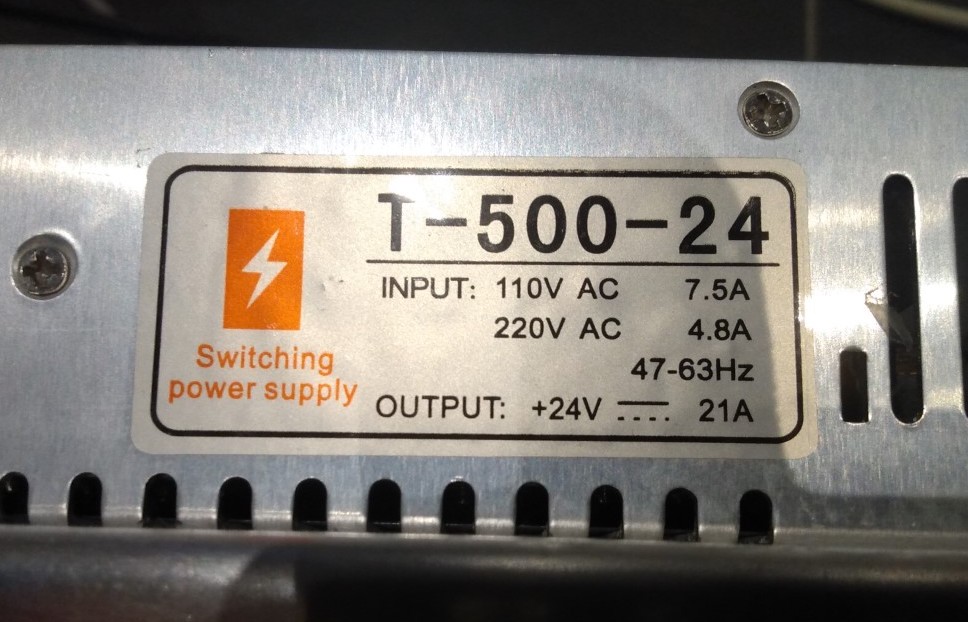 T-500-24
INPUT: 110V AC 7.5A
220V AC 4.8A
47-63Hz
OUTPUT: +24V 21A
Switching
power supply